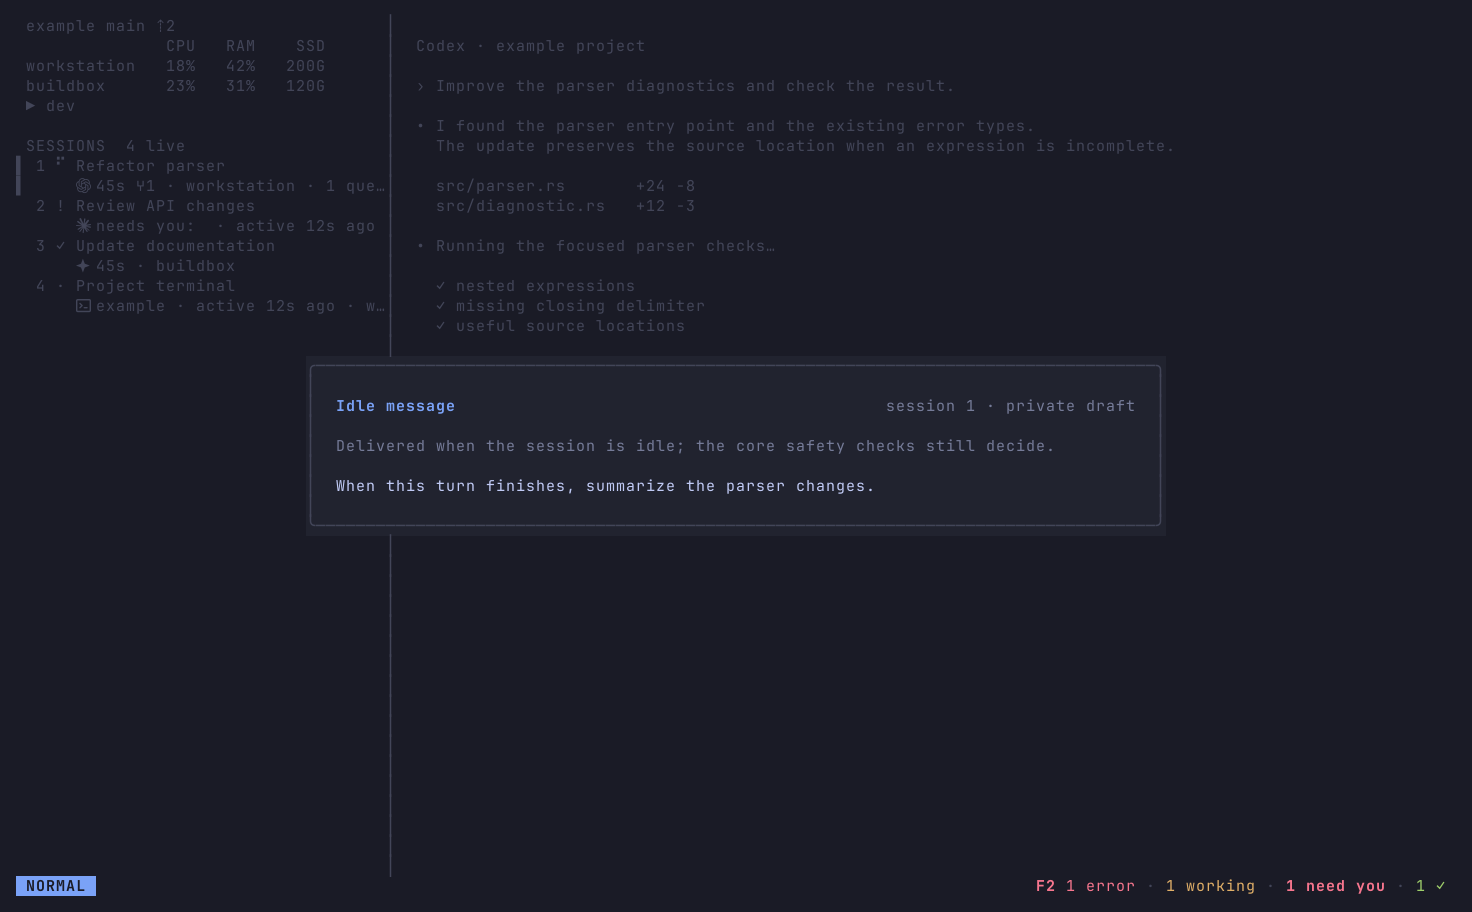 example main ↑2
CPU RAM SSD
workstation 18% 42% 200G
buildbox 23% 31% 120G
▶ dev
SESSIONS 4 live
1 Refactor parser
45s 1 · workstation · 1 que…
2 ! Review API changes
needs you: · active 12s ago
3 ✓ Update documentation
45s · buildbox
4 · Project terminal
example · active 12s ago · w…
Codex · example project
› Improve the parser diagnostics and check the result.
• I found the parser entry point and the existing error types.
The update preserves the source location when an expression is incomplete.
src/parser.rs +24 -8
src/diagnostic.rs +12 -3
• Running the focused parser checks…
✓ nested expressions
✓ missing closing delimiter
✓ useful source locations
Idle message session 1 · private draft
Delivered when the session is idle; the core safety checks still decide.
When this turn finishes, summarize the parser changes.
NORMAL F2 1 error · 1 working · 1 need you · 1 ✓